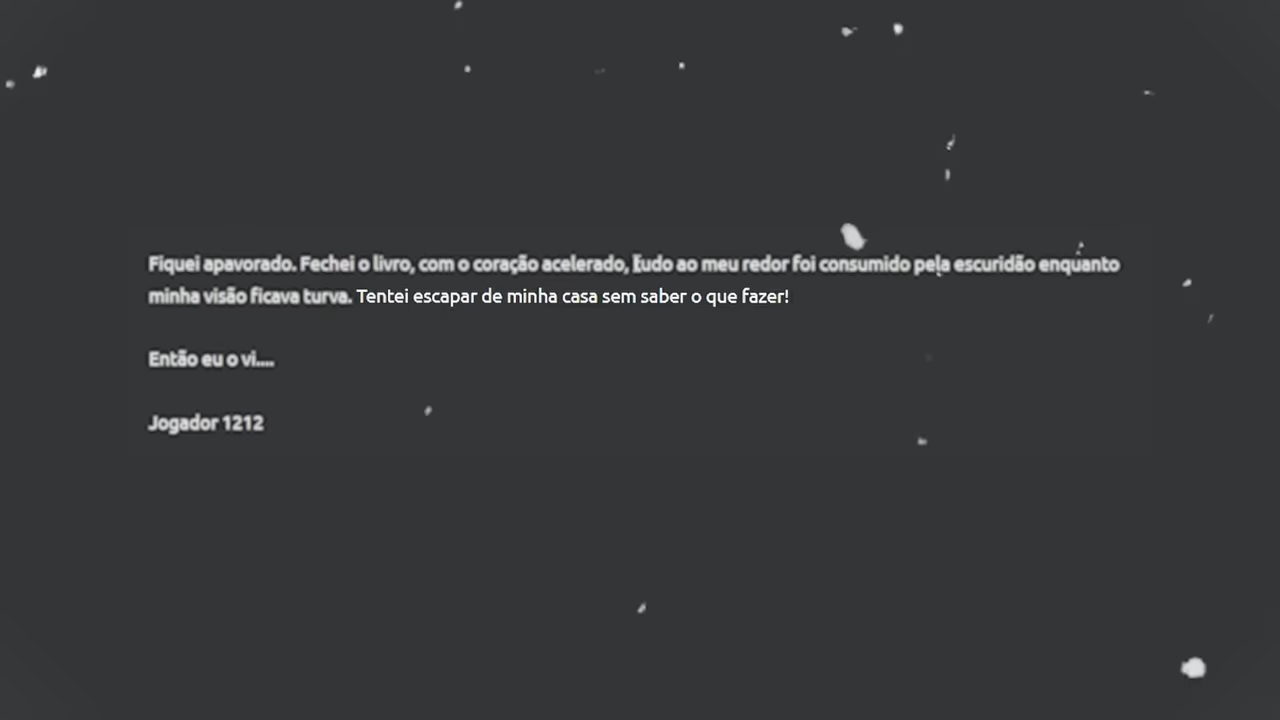 Fiquei apavorado. Fechei o livro, com o coração acelerado, tudo ao meu redor foi consumido pela escuridão enquanto
minha visão ficava turva. Tentei escapar de minha casa sem saber o que fazer!
Então eu o vi....
Jogador 1212